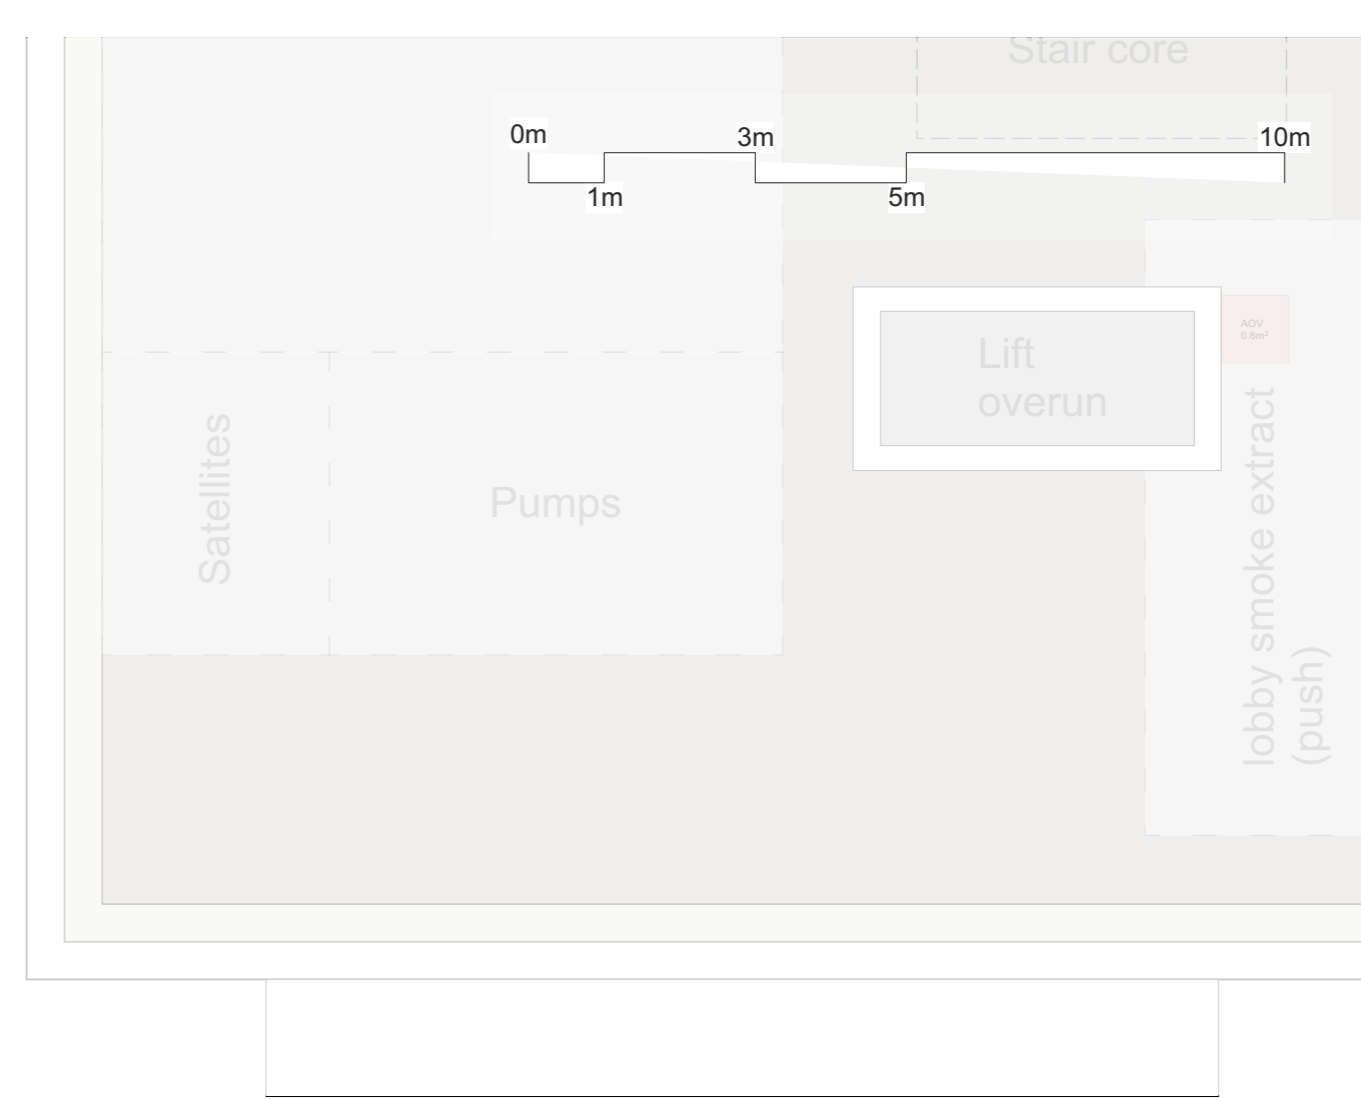 Stair core
0m
3m
10m
1m
5m
Lift
overun
AOV
0.8m²
Satellites
Pumps
lobby smoke extract
(push)